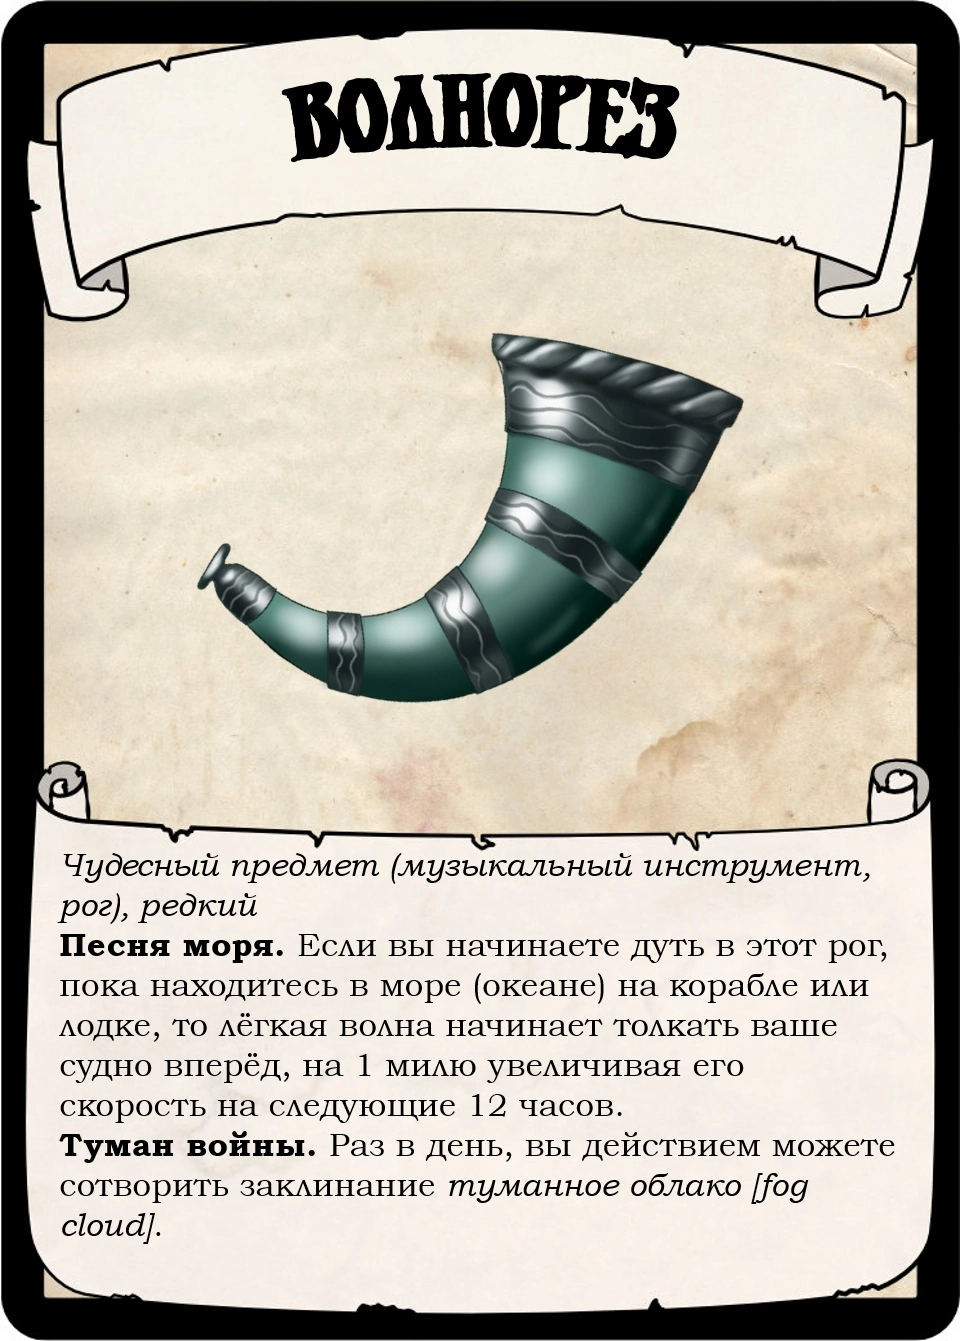 ВОЛНОРЕЗ
Чудесный предмет (музыкальный инструмент,
рог), редкий
Песня моря. Если вы начинаете дуть в этот рог,
пока находитесь в море (океане) на корабле или
лодке, то лёгкая волна начинает толкать ваше
судно вперёд, на 1 милю увеличивая его
скорость на следующие 12 часов.
Туман войны. Раз в день, вы действием можете
сотворить заклинание туманное облако [fog
cloud].